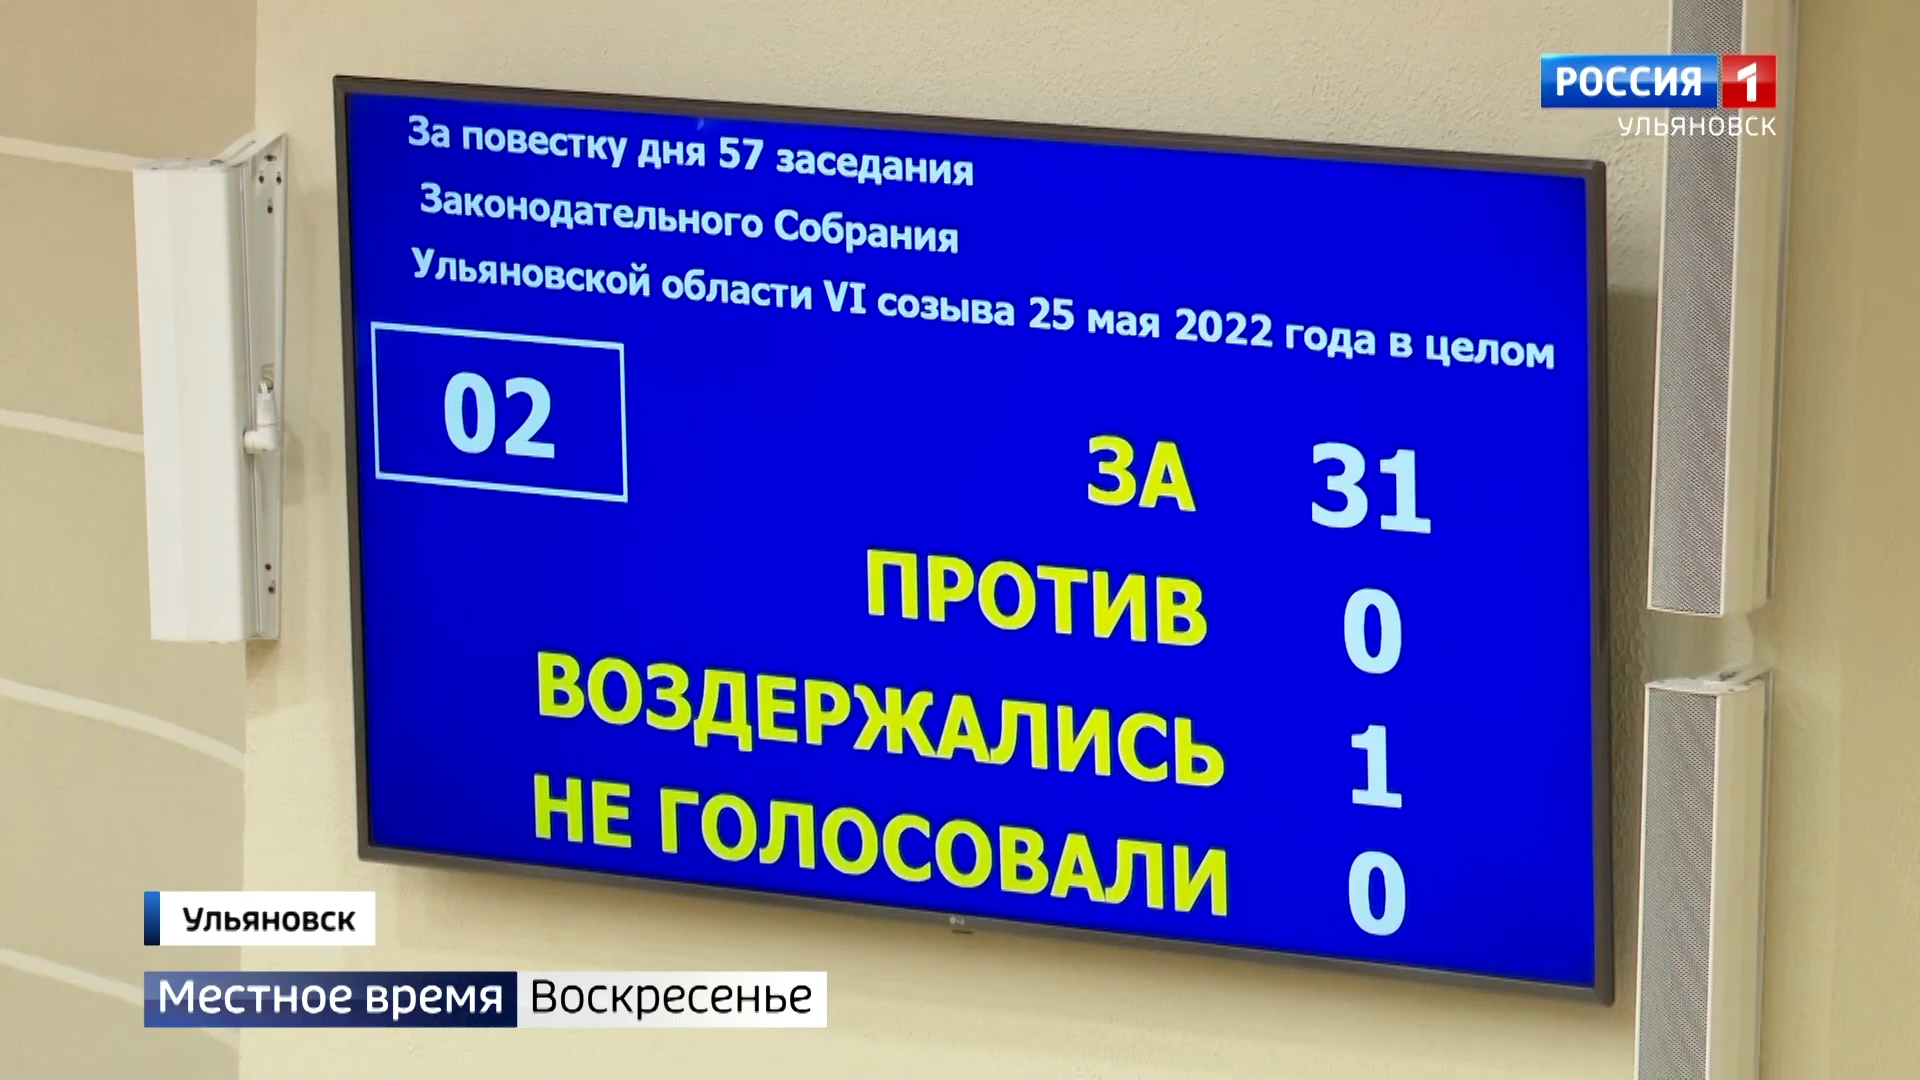 РОССИЯ 1
УЛЬЯНОВСК
За повестку дня 57 заседания
Законодательного Собрания
Ульяновской области VI созыва 25 мая 2022 года в целом
02
ЗА 31
ПРОТИВ 0
ВОЗДЕРЖАЛИСЬ 1
НЕ ГОЛОСОВАЛИ 0
LG
Ульяновск
Местное время Воскресенье